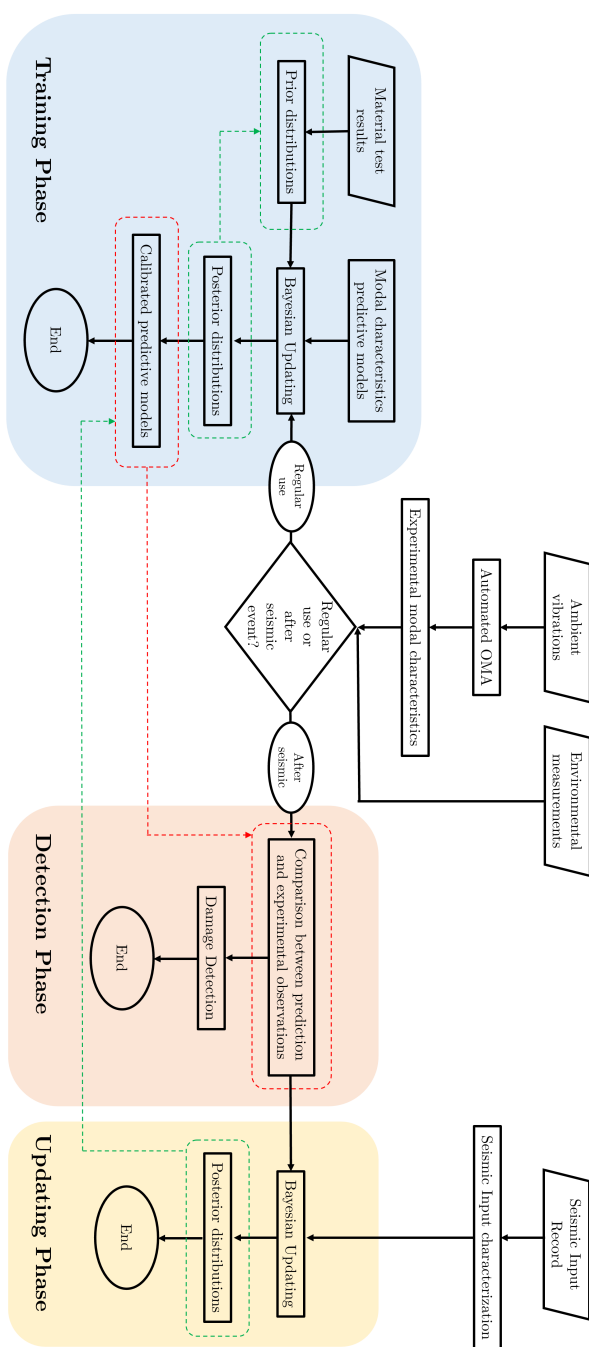 Ambient
vibrations
Environmental
measurements
Seismic Input
Record
Automated OMA
Seismic Input characterization
Experimental modal characteristics
Material test
results
Modal characteristics
predictive models
Regular
use or
after
seismic
event?
Regular
use
After
seismic
Prior distributions
Bayesian Updating
Comparison between prediction
and experimental observations
Bayesian Updating
Posterior distributions
Damage Detection
Posterior distributions
Calibrated predictive models
End
End
End
Training Phase
Detection Phase
Updating Phase